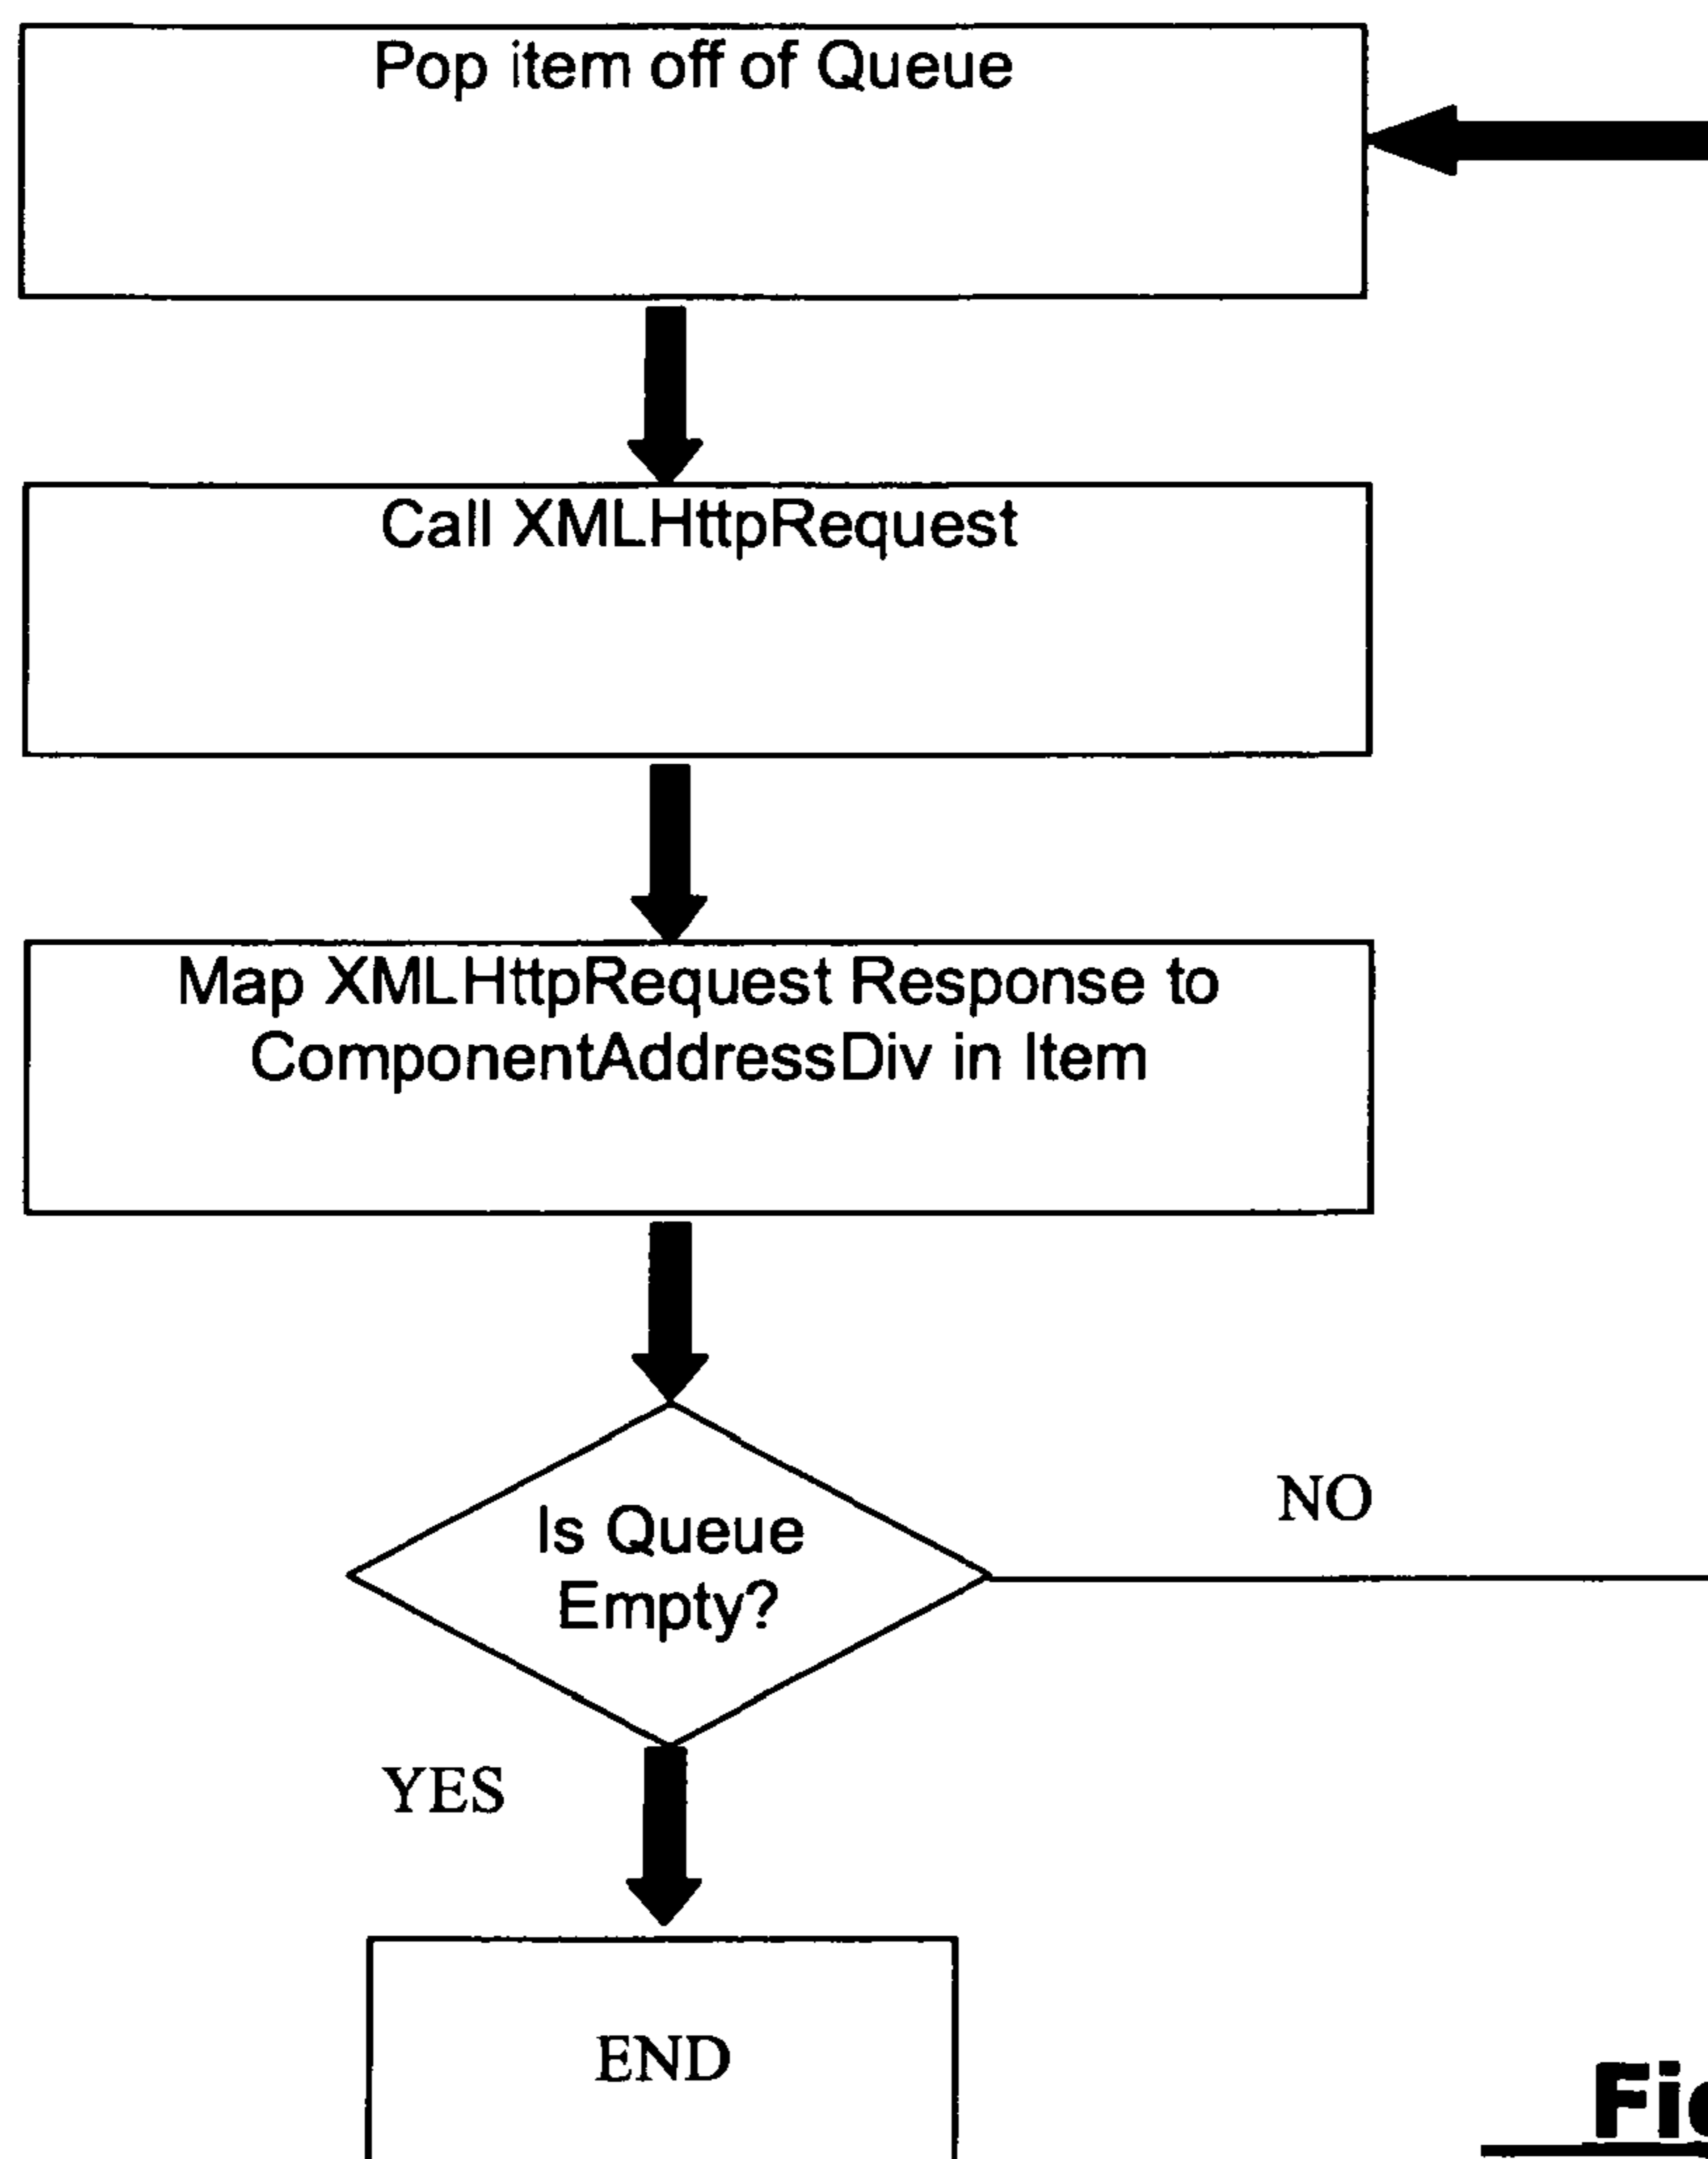 Pop item off of Queue
Call XMLHttpRequest
Map XMLHttpRequest Response to
ComponentAddressDiv in Item
Is Queue
Empty?
NO
YES
END